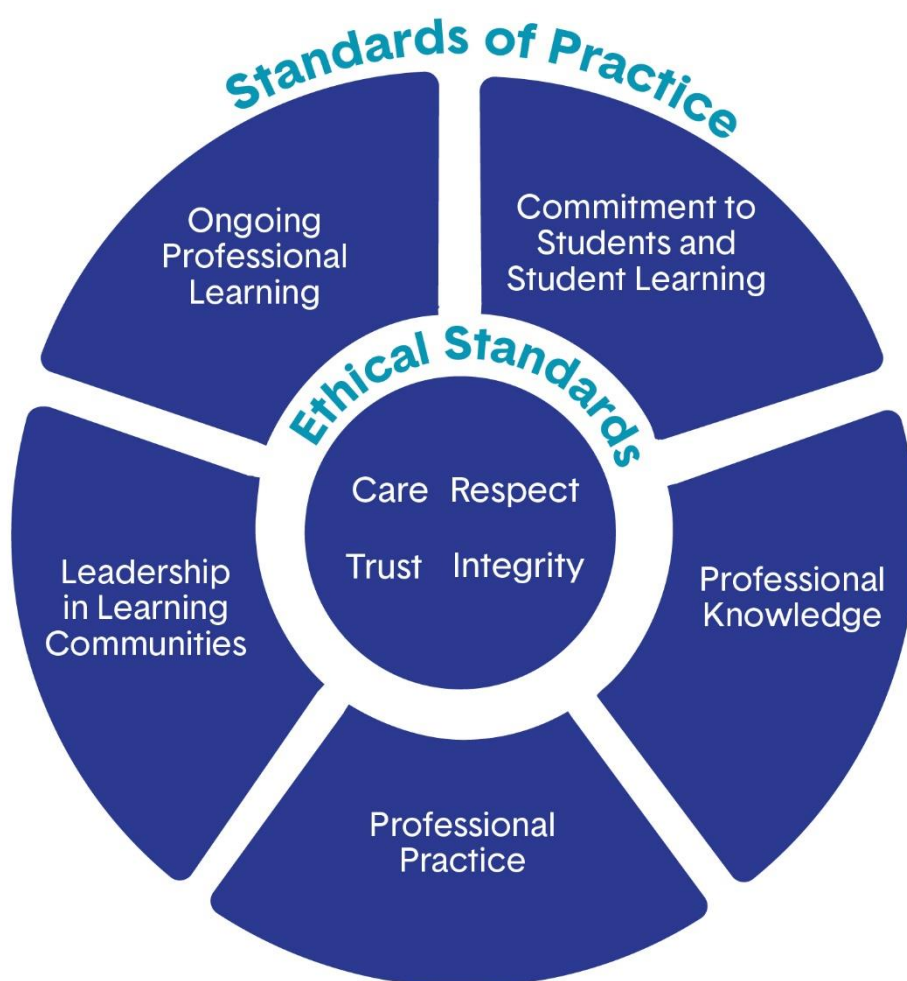 Standards of Practice
Ongoing
Professional
Learning
Commitment to
Students and
Student Learning
Ethical Standards
Care Respect
Trust Integrity
Leadership
in Learning
Communities
Professional
Knowledge
Professional
Practice